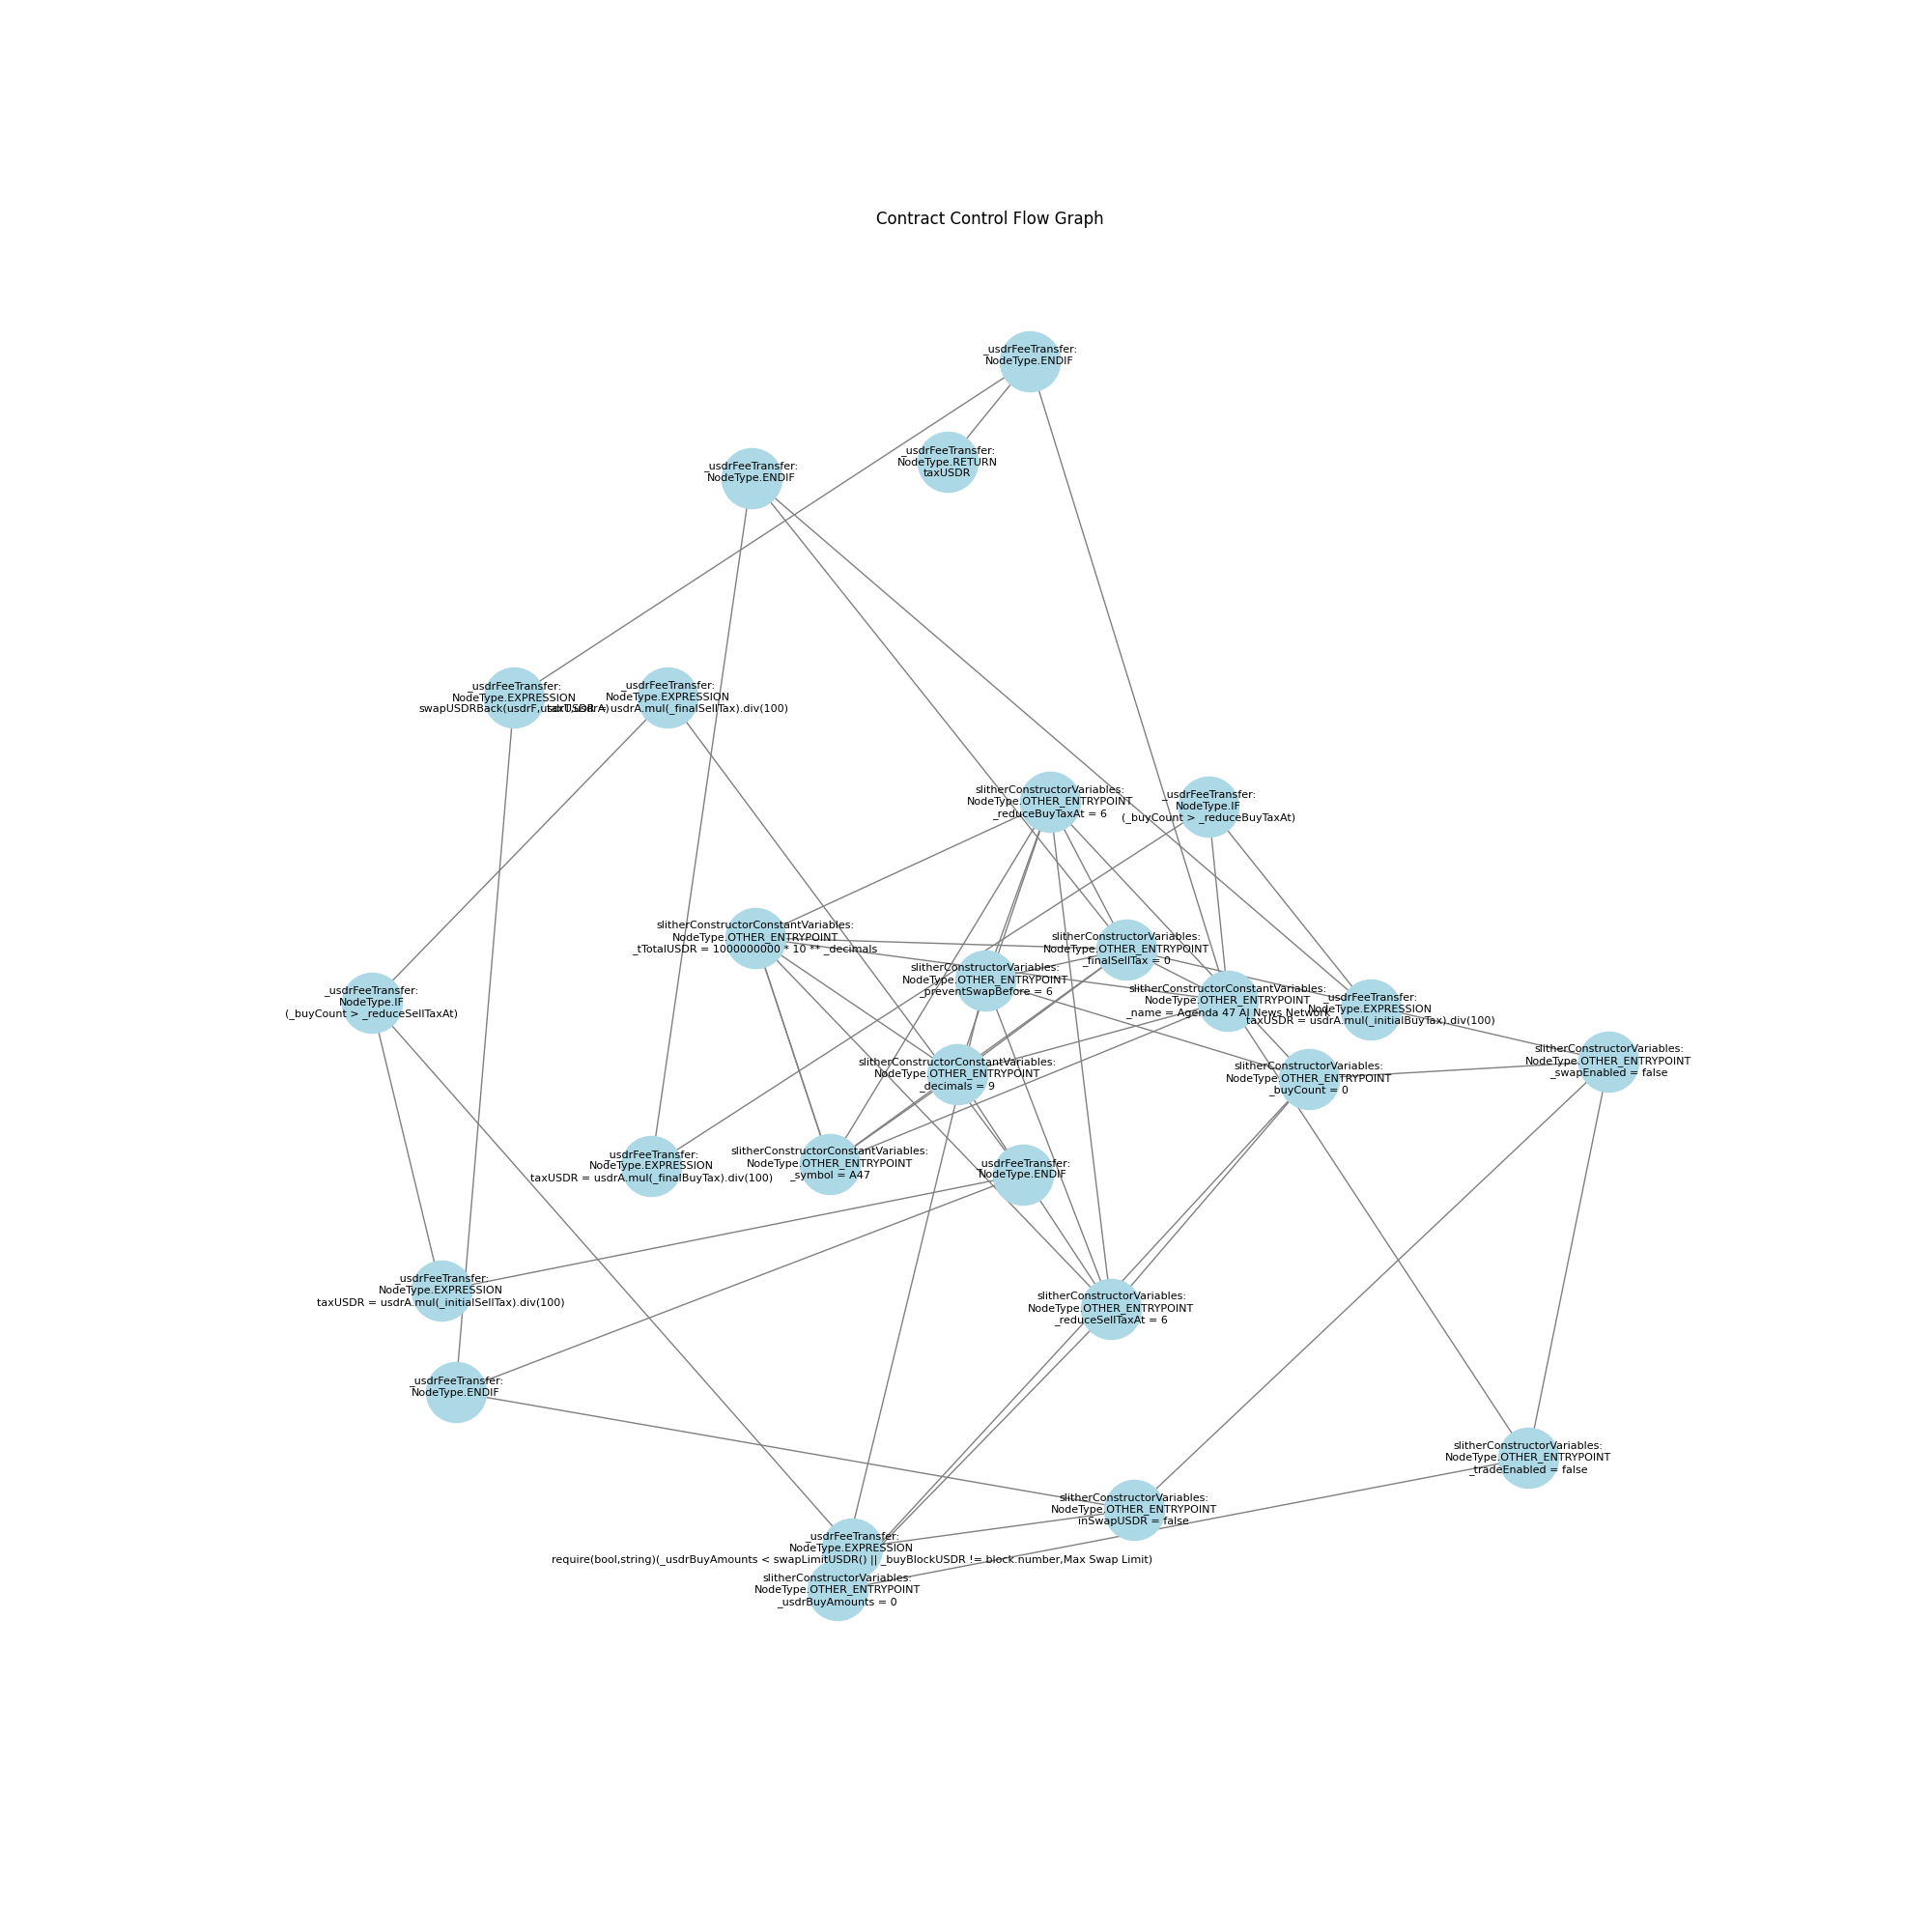 Contract Control Flow Graph
_usdrFeeTransfer:
NodeType.ENDIF
_usdrFeeTransfer:
NodeType.RETURN
taxUSDR
_usdrFeeTransfer:
NodeType.ENDIF
_usdrFeeTransfer:
NodeType.EXPRESSION
swapUSDRBack(usdrF,usdrT,usdrA)
_usdrFeeTransfer:
NodeType.EXPRESSION
taxUSDR = usdrA.mul(_finalSellTax).div(100)
slitherConstructorVariables:
NodeType.OTHER_ENTRYPOINT
_reduceBuyTaxAt = 6
_usdrFeeTransfer:
NodeType.IF
(_buyCount > _reduceBuyTaxAt)
slitherConstructorConstantVariables:
NodeType.OTHER_ENTRYPOINT
_tTotalUSDR = 1000000000 * 10 ** _decimals
slitherConstructorVariables:
NodeType.OTHER_ENTRYPOINT
_finalSellTax = 0
slitherConstructorVariables:
NodeType.OTHER_ENTRYPOINT
_preventSwapBefore = 6
slitherConstructorConstantVariables:
NodeType.OTHER_ENTRYPOINT
_name = Agenda 47 AI News Network
_usdrFeeTransfer:
NodeType.EXPRESSION
taxUSDR = usdrA.mul(_initialBuyTax).div(100)
_usdrFeeTransfer:
NodeType.IF
(_buyCount > _reduceSellTaxAt)
slitherConstructorVariables:
NodeType.OTHER_ENTRYPOINT
_swapEnabled = false
slitherConstructorConstantVariables:
NodeType.OTHER_ENTRYPOINT
_decimals = 9
slitherConstructorVariables:
NodeType.OTHER_ENTRYPOINT
_buyCount = 0
_usdrFeeTransfer:
NodeType.EXPRESSION
taxUSDR = usdrA.mul(_finalBuyTax).div(100)
slitherConstructorConstantVariables:
NodeType.OTHER_ENTRYPOINT
_symbol = A47
_usdrFeeTransfer:
NodeType.ENDIF
_usdrFeeTransfer:
NodeType.EXPRESSION
taxUSDR = usdrA.mul(_initialSellTax).div(100)
slitherConstructorVariables:
NodeType.OTHER_ENTRYPOINT
_reduceSellTaxAt = 6
_usdrFeeTransfer:
NodeType.ENDIF
slitherConstructorVariables:
NodeType.OTHER_ENTRYPOINT
_tradeEnabled = false
slitherConstructorVariables:
NodeType.OTHER_ENTRYPOINT
inSwapUSDR = false
_usdrFeeTransfer:
NodeType.EXPRESSION
require(bool,string)(_usdrBuyAmounts < swapLimitUSDR() || _buyBlockUSDR != block.number,Max Swap Limit)
slitherConstructorVariables:
NodeType.OTHER_ENTRYPOINT
_usdrBuyAmounts = 0